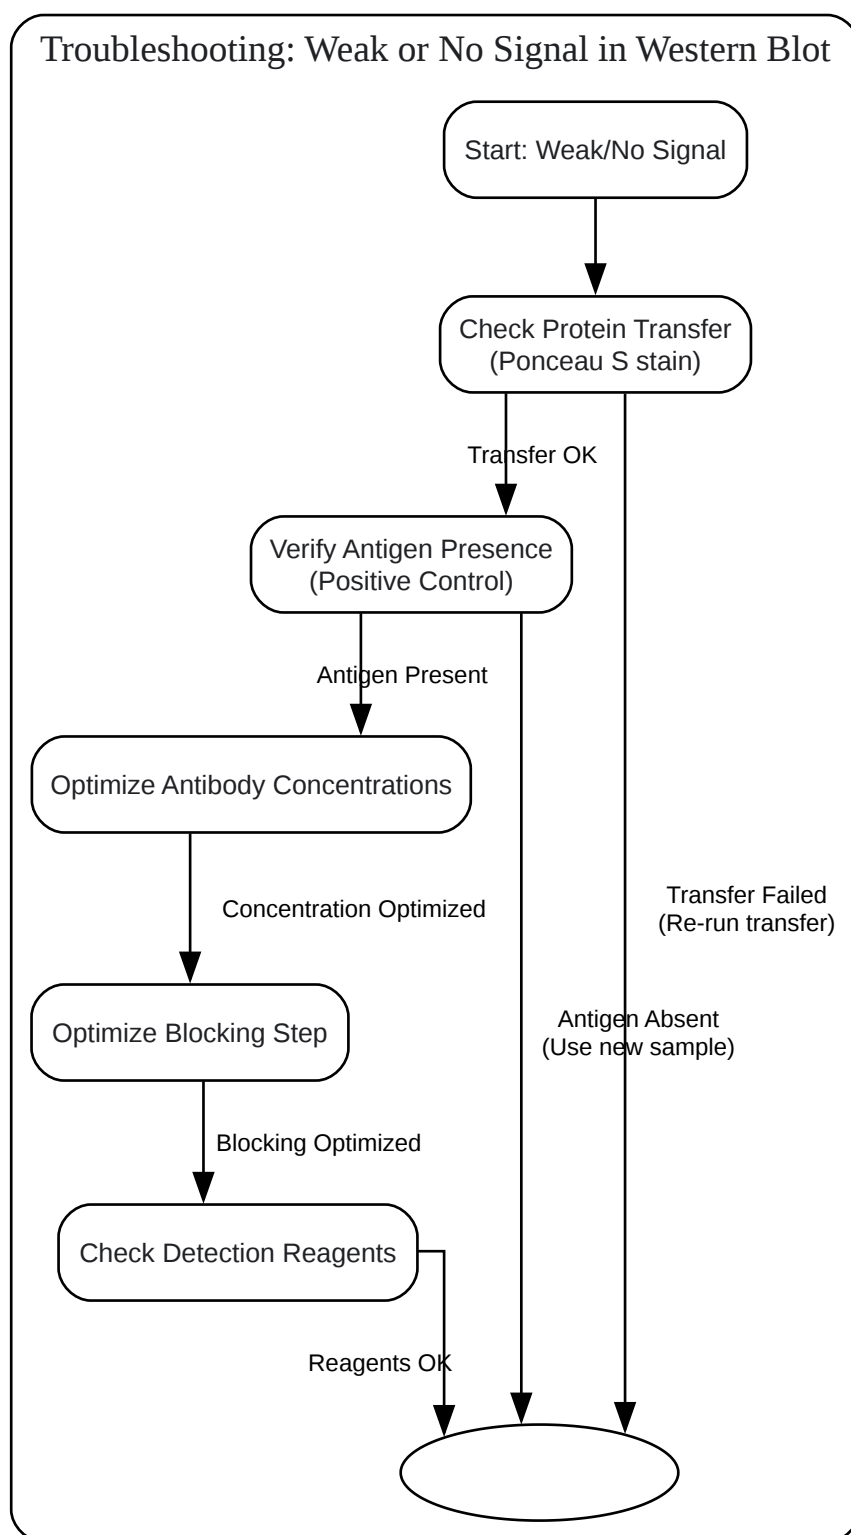 Troubleshooting: Weak or No Signal in Western Blot
Start: Weak/No Signal
Check Protein Transfer
(Ponceau S stain)
Transfer OK
Verify Antigen Presence
(Positive Control)
Antigen Present
Optimize Antibody Concentrations
Concentration Optimized
Transfer Failed
(Re-run transfer)
Optimize Blocking Step
Antigen Absent
(Use new sample)
Blocking Optimized
Check Detection Reagents
Reagents OK